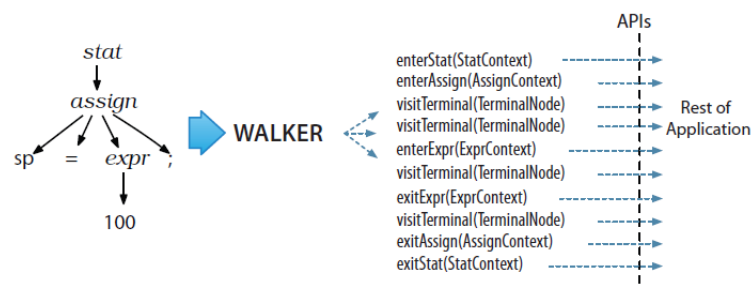 stat
assign
sp = expr ;
100
WALKER
APIs
enterStat(StatContext)
enterAssign(AssignContext)
visitTerminal(TerminalNode)
visitTerminal(TerminalNode)
enterExpr(ExprContext)
visitTerminal(TerminalNode)
exitExpr(ExprContext)
visitTerminal(TerminalNode)
exitAssign(AssignContext)
exitStat(StatContext)
Rest of
Application